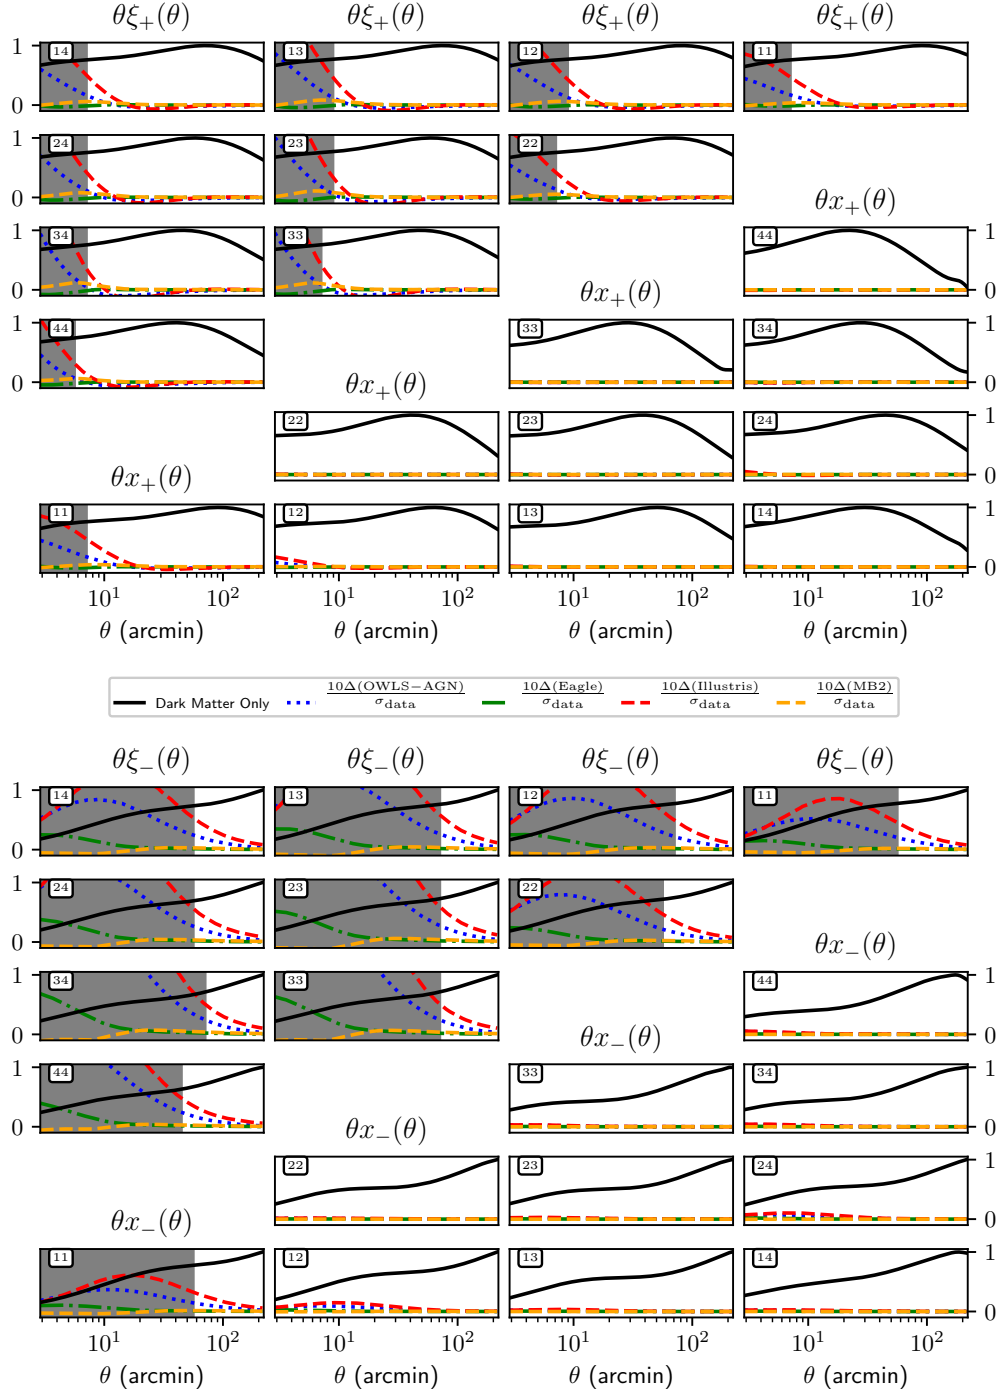 θξ₊(θ) θξ₊(θ) θξ₊(θ) θξ₊(θ)
1 14 13 12 11
0
1 24 23 22
0
θx₊(θ)
1 34 33 44 1
0 0
θx₊(θ)
1 44 33 34 1
0 0
θx₊(θ)
22 23 24 1
0
θx₊(θ)
11 12 13 14 1
0
10¹ 10² 10¹ 10² 10¹ 10² 10¹ 10²
θ (arcmin) θ (arcmin) θ (arcmin) θ (arcmin)
Dark Matter Only 10Δ(OWLS−AGN)/σdata 10Δ(Eagle)/σdata 10Δ(Illustris)/σdata 10Δ(MB2)/σdata
θξ₋(θ) θξ₋(θ) θξ₋(θ) θξ₋(θ)
1 14 13 12 11
0
1 24 23 22
0
θx₋(θ)
1 34 33 44 1
0 0
θx₋(θ)
1 44 33 34 1
0 0
θx₋(θ)
22 23 24 1
0
θx₋(θ)
11 12 13 14 1
0
10¹ 10² 10¹ 10² 10¹ 10² 10¹ 10²
θ (arcmin) θ (arcmin) θ (arcmin) θ (arcmin)